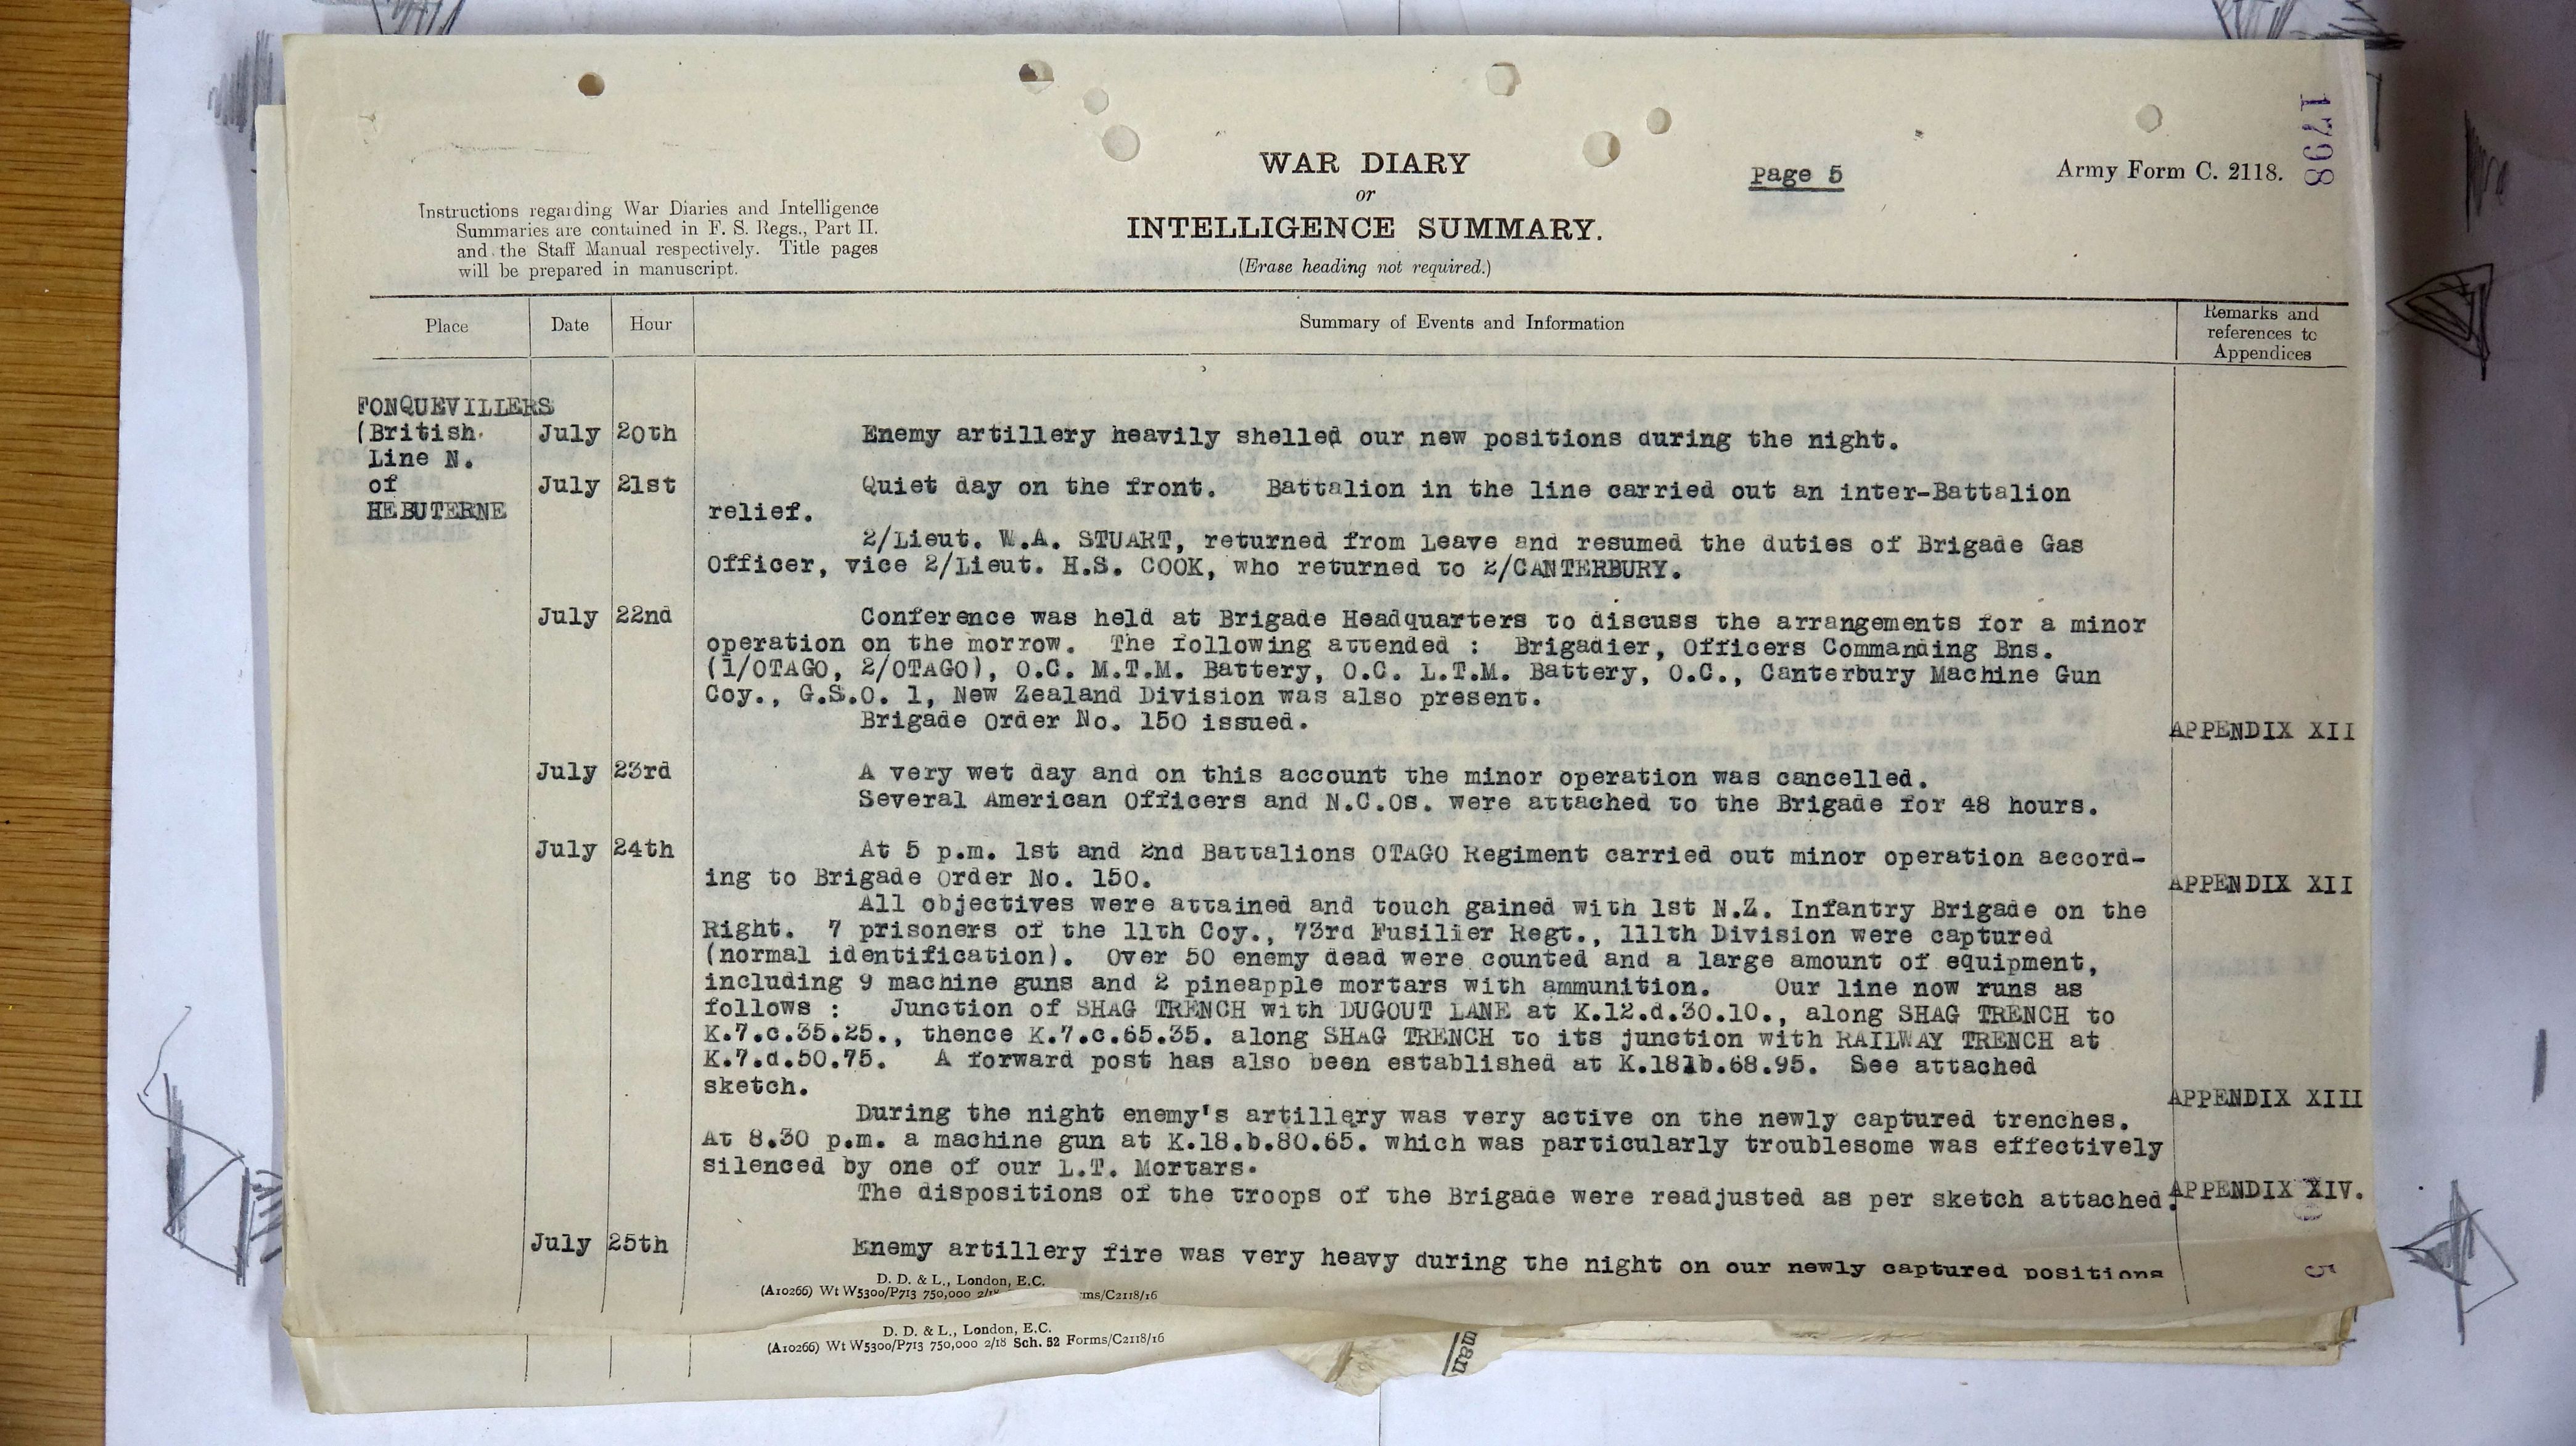 1798
WAR DIARY
or
INTELLIGENCE SUMMARY.
(Erase heading not required.)
Page 5
Army Form C. 2118.
Instructions regarding War Diaries and Intelligence
Summaries are contained in F. S. Regs., Part II.
and the Staff Manual respectively. Title pages
will be prepared in manuscript.
Place Date Hour Summary of Events and Information Remarks and references to Appendices
FONQUEVILLERS
(British
Line N.
of
HEBUTERNE
July 20th Enemy artillery heavily shelled our new positions during the night.
July 21st Quiet day on the front. Battalion in the line carried out an inter-Battalion
relief.
2/Lieut. W.A. STUART, returned from Leave and resumed the duties of Brigade Gas
Officer, vice 2/Lieut. H.S. COOK, who returned to 2/CANTERBURY.
July 22nd Conference was held at Brigade Headquarters to discuss the arrangements for a minor
operation on the morrow. The following attended : Brigadier, Officers Commanding Bns.
(1/OTAGO, 2/OTAGO), O.C. M.T.M. Battery, O.C. L.T.M. Battery, O.C., Canterbury Machine Gun
Coy., G.S.O. 1, New Zealand Division was also present.
Brigade Order No. 150 issued. APPENDIX XII
July 23rd A very wet day and on this account the minor operation was cancelled.
Several American Officers and N.C.Os. were attached to the Brigade for 48 hours.
July 24th At 5 p.m. 1st and 2nd Battalions OTAGO Regiment carried out minor operation accord-
ing to Brigade Order No. 150. APPENDIX XII
All objectives were attained and touch gained with 1st N.Z. Infantry Brigade on the
Right. 7 prisoners of the 11th Coy., 73rd Fusilier Regt., 111th Division were captured
(normal identification). Over 50 enemy dead were counted and a large amount of equipment,
including 9 machine guns and 2 pineapple mortars with ammunition. Our line now runs as
follows : Junction of SHAG TRENCH with DUGOUT LANE at K.12.d.30.10., along SHAG TRENCH to
K.7.c.35.25., thence K.7.c.65.35. along SHAG TRENCH to its junction with RAILWAY TRENCH at
K.7.d.50.75. A forward post has also been established at K.181b.68.95. See attached
sketch. APPENDIX XIII
During the night enemy's artillery was very active on the newly captured trenches.
At 8.30 p.m. a machine gun at K.18.b.80.65. which was particularly troublesome was effectively
silenced by one of our L.T. Mortars.
The dispositions of the troops of the Brigade were readjusted as per sketch attached. APPENDIX XIV.
July 25th Enemy artillery fire was very heavy during the night on our newly captured positions
D. D. & L., London, E.C.
(A10266) Wt W5300/P713 750,000 2/18 ms/C2118/16
D. D. & L., London, E.C.
(A10266) Wt W5300/P713 750,000 2/18 Sch. 52 Forms/C2118/16